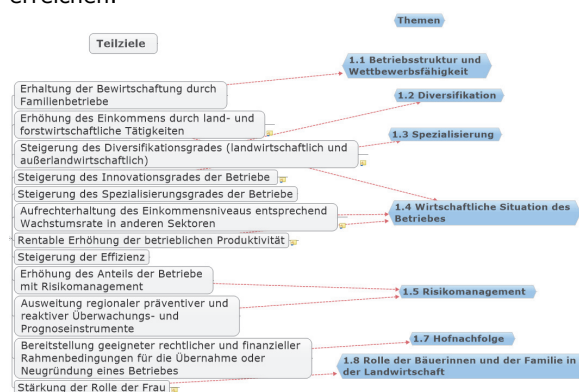 erreichen.
Themen
Teilziele
1.1 Betriebsstruktur und
Wettbewerbsfähigkeit
Erhaltung der Bewirtschaftung durch
Familienbetriebe
1.2 Diversifikation
Erhöhung des Einkommens durch land- und
forstwirtschaftliche Tätigkeiten
1.3 Spezialisierung
Steigerung des Diversifikationsgrades (landwirtschaftlich und
außerlandwirtschaftlich)
Steigerung des Innovationsgrades der Betriebe
Steigerung des Spezialisierungsgrades der Betriebe
Aufrechterhaltung des Einkommensniveaus entsprechend
Wachstumsrate in anderen Sektoren
1.4 Wirtschaftliche Situation des
Betriebes
Rentable Erhöhung der betrieblichen Produktivität
Steigerung der Effizienz
Erhöhung des Anteils der Betriebe
mit Risikomanagement
1.5 Risikomanagement
Ausweitung regionaler präventiver und
reaktiver Überwachungs- und
Prognoseinstrumente
Bereitstellung geeigneter rechtlicher und finanzieller
Rahmenbedingungen für die Übernahme oder
Neugründung eines Betriebes
1.7 Hofnachfolge
1.8 Rolle der Bäuerinnen und der Familie in
der Landwirtschaft
Stärkung der Rolle der Frau